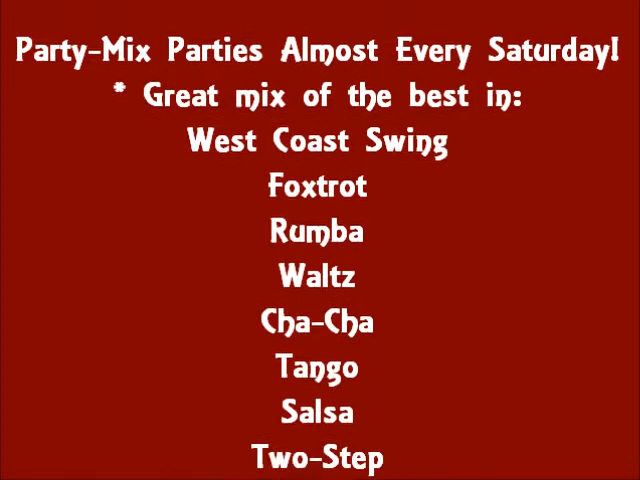 Party-Mix Parties Almost Every Saturday!
* Great mix of the best in:
West Coast Swing
Foxtrot
Rumba
Waltz
Cha-Cha
Tango
Salsa
Two-Step